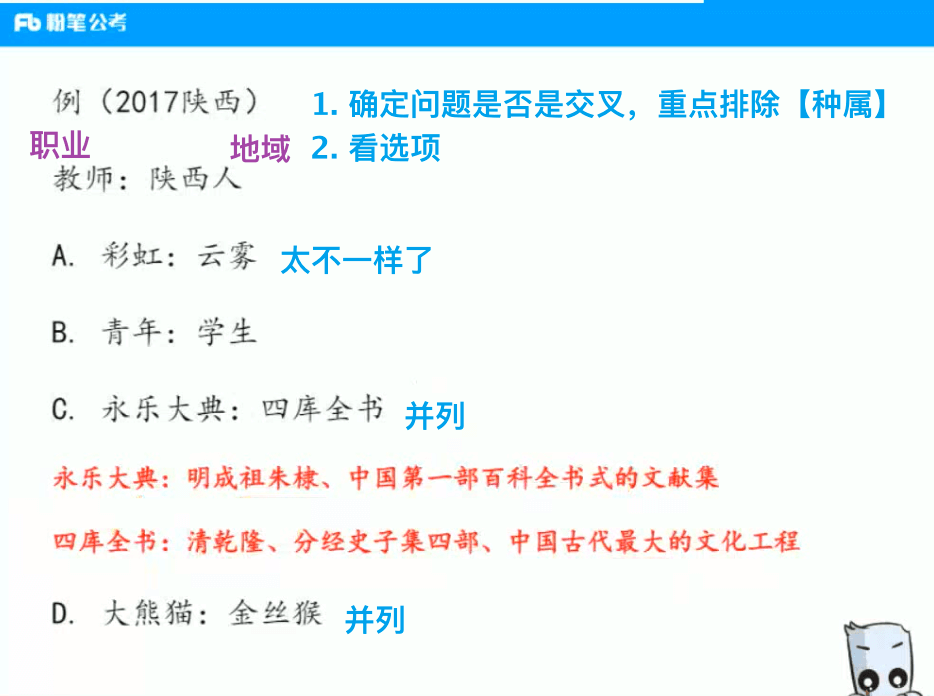 Fb 粉笔公考
例（2017陕西） 1. 确定问题是否是交叉，重点排除【种属】
职业 地域 2. 看选项
教师：陕西人
A. 彩虹：云雾 太不一样了
B. 青年：学生
C. 永乐大典：四库全书 并列
永乐大典：明成祖朱棣、中国第一部百科全书式的文献集
四库全书：清乾隆、分经史子集四部、中国古代最大的文化工程
D. 大熊猫：金丝猴 并列